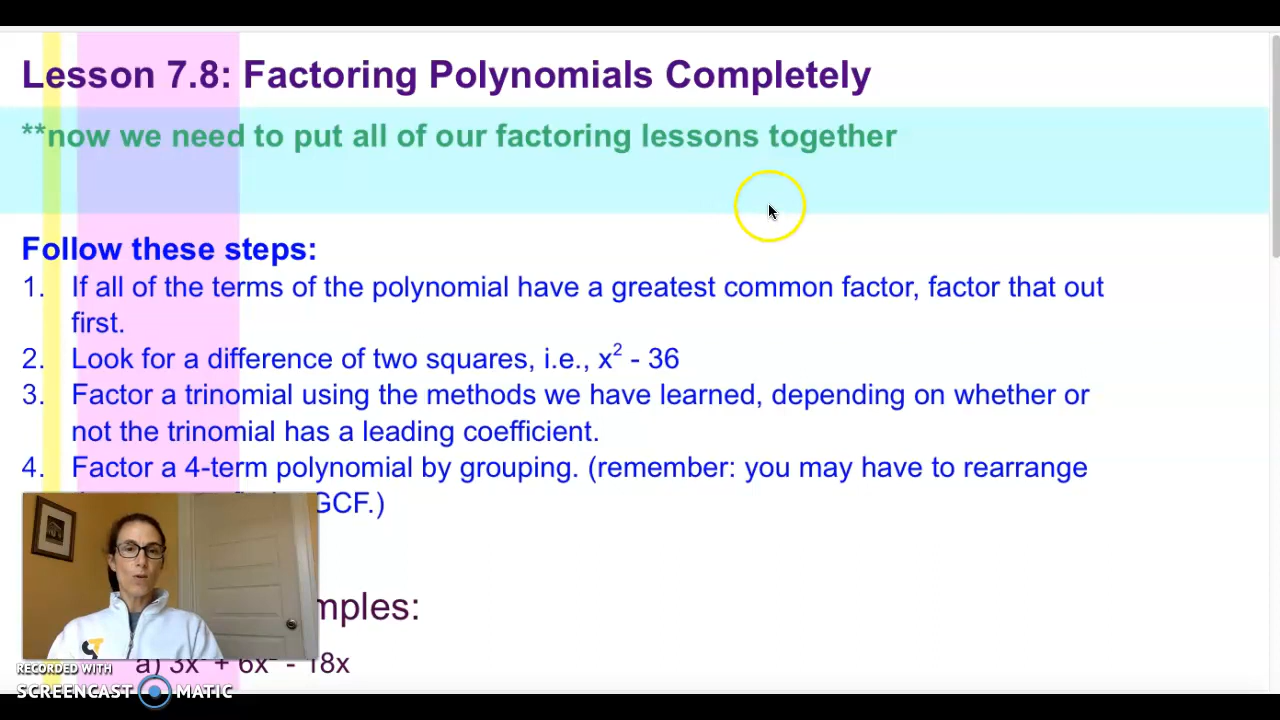 Lesson 7.8: Factoring Polynomials Completely
**now we need to put all of our factoring lessons together
Follow these steps:
1. If all of the terms of the polynomial have a greatest common factor, factor that out
first.
2. Look for a difference of two squares, i.e., x² - 36
3. Factor a trinomial using the methods we have learned, depending on whether or
not the trinomial has a leading coefficient.
4. Factor a 4-term polynomial by grouping. (remember: you may have to rearrange
GCF.)
mples:
a) + - 18x
RECORDED WITH
SCREENCAST MATIC